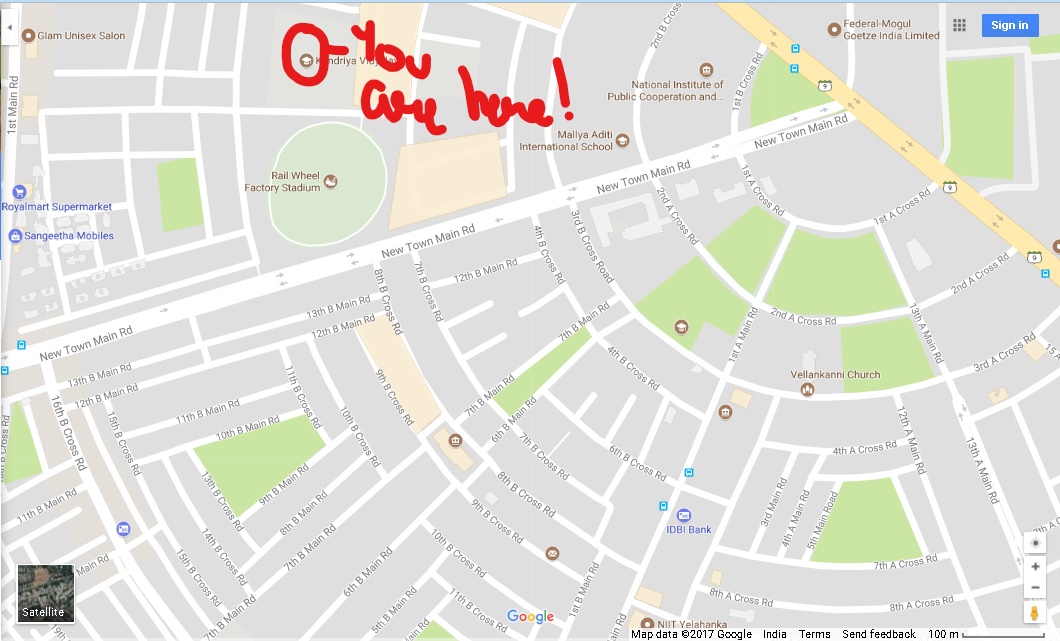 Glam Unisex Salon
1st Main Rd
You
are here!
2nd B Cross
Federal-Mogul
Goetze India Limited
Sign in
National Institute of
Public Cooperation and...
1st B Cross Rd
9
Mallya Aditi
International School
New Town Main Rd
New Town Main Rd
Rail Wheel
Factory Stadium
Royalmart Supermarket
Sangeetha Mobiles
New Town Main Rd
New Town Main Rd
1st A Cross Rd
1st A Cross Rd
9
9
2nd A Cross Rd
3rd B Cross Road
4th B Cross Rd
7th B Cross Rd
8th B Cross Rd
12th B Main Rd
13th B Main Rd
12th B Main Rd
7th B Main Rd
2nd A Cross Rd
2nd A Cross Rd
3rd A Cross Rd
13th A Main Rd
1st A Main Rd
4th B Cross Rd
Vellankanni Church
13th B Main Rd
12th B Main Rd
11th B Main Rd
10th B Main Rd
11th B Cross Rd
10th B Cross Rd
9th B Cross Rd
7th B Main Rd
6th B Main Rd
16th B Cross Rd
15th B Cross Rd
13th B Cross Rd
14th B Cross Rd
15th B Cross Rd
9th B Main Rd
8th B Main Rd
7th B Main Rd
6th B Main Rd
11th B Main Rd
7th B Cross Rd
8th B Cross Rd
9th B Cross Rd
10th B Cross Rd
11th B Cross Rd
6th B Cross Rd
12th A Main Rd
13th A Main Rd
4th A Cross Rd
3rd Main Rd
4th A Main Rd
5th Main Road
7th A Cross Rd
8th A Cross Rd
8th A Cross Rd
IDBI Bank
1st B Main Rd
NIIT Yelahanka
Satellite
Google
Map data ©2017 Google India Terms Send feedback 100 m